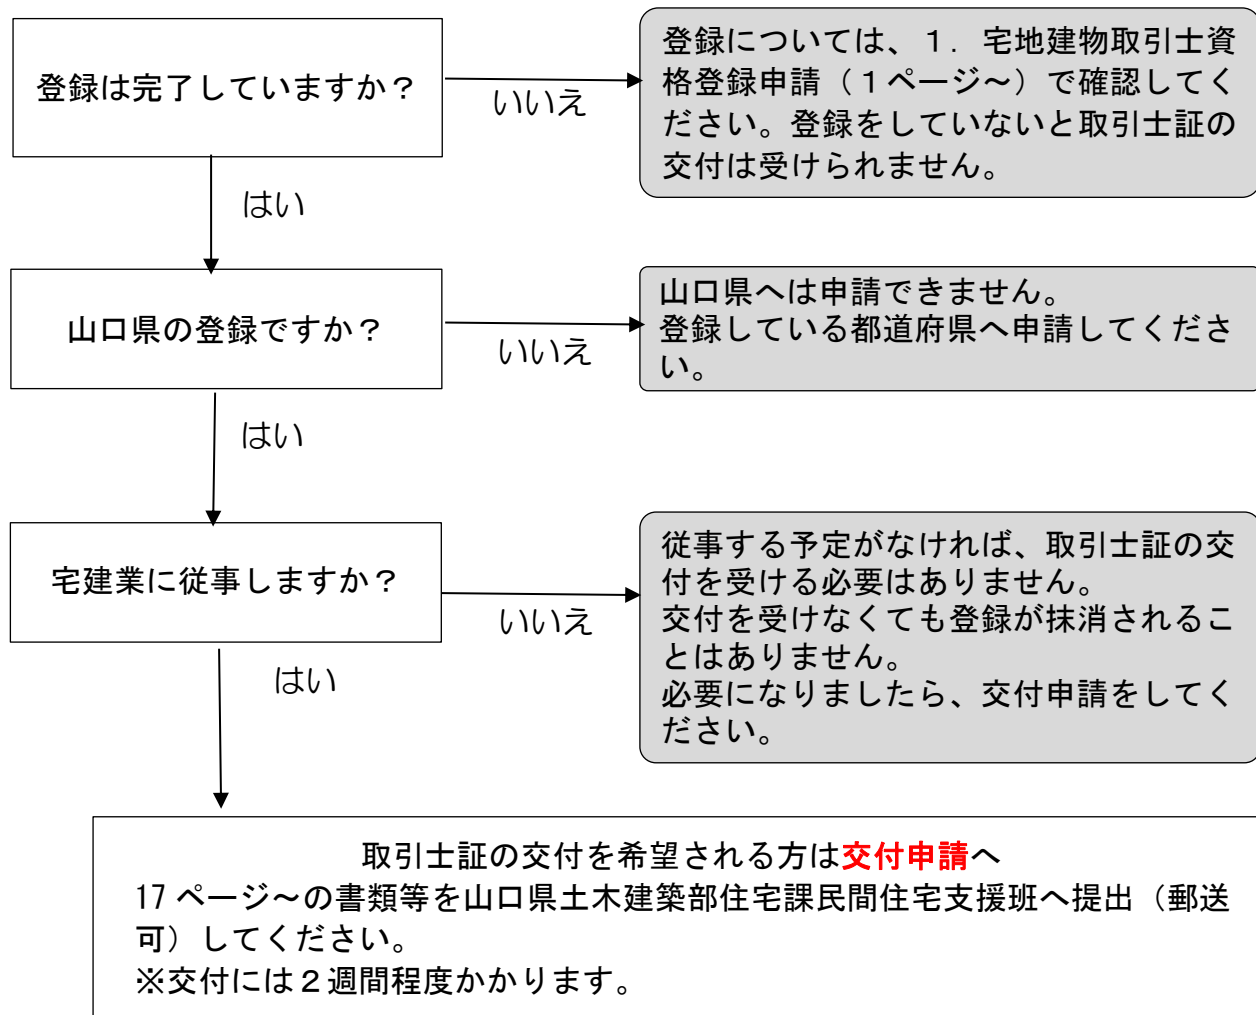 登録は完了していますか？
いいえ
登録については、１．宅地建物取引士資
格登録申請（１ページ～）で確認してく
ださい。登録をしていないと取引士証の
交付は受けられません。
はい
山口県の登録ですか？
いいえ
山口県へは申請できません。
登録している都道府県へ申請してくださ
い。
はい
宅建業に従事しますか？
いいえ
従事する予定がなければ、取引士証の交
付を受ける必要はありません。
交付を受けなくても登録が抹消されるこ
とはありません。
必要になりましたら、交付申請をしてく
ださい。
はい
取引士証の交付を希望される方は交付申請へ
17 ページ～の書類等を山口県土木建築部住宅課民間住宅支援班へ提出（郵送
可）してください。
※交付には２週間程度かかります。